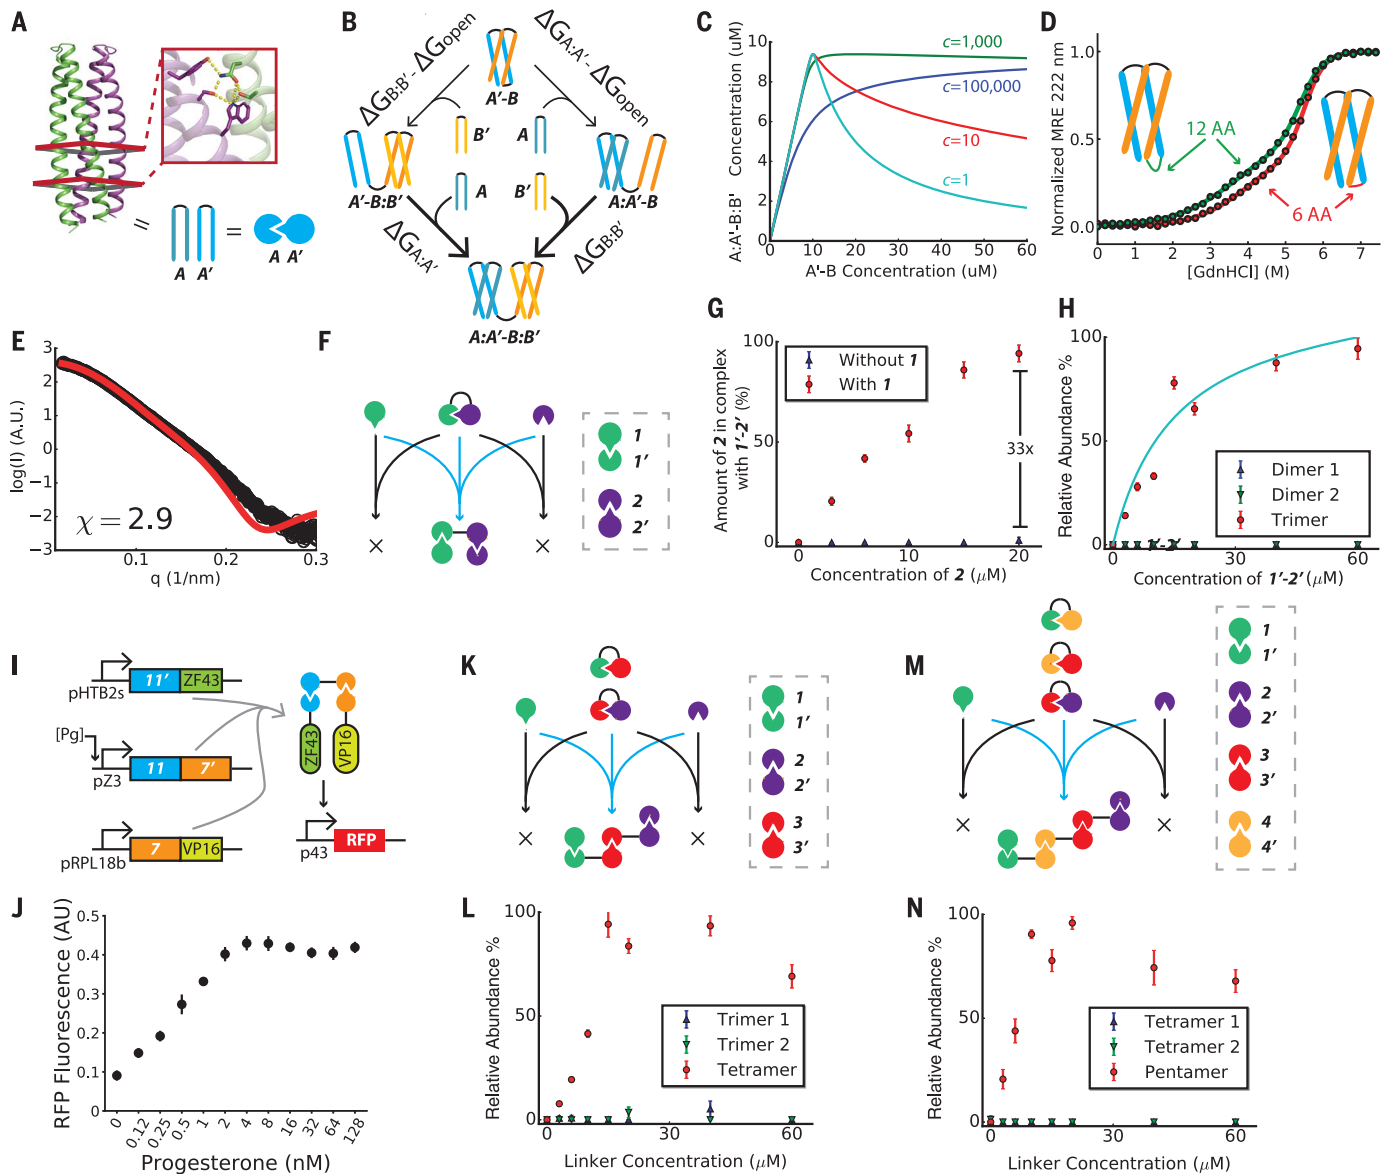 A
=
A A'
=
A A'
B
ΔG_B:B' - ΔG_open
ΔG_A:A' - ΔG_open
A'-B
B'
A
A'-B:B'
A
B'
A:A'-B
ΔG_A:A'
ΔG_B:B'
A:A'-B:B'
C
A:A'-B:B' Concentration (uM)
10
8
6
4
2
0
c=1,000
c=100,000
c=10
c=1
0 10 20 30 40 50 60
A'-B Concentration (uM)
D
Normalized MRE 222 nm
1.0
0.5
0.0
12 AA
6 AA
0 1 2 3 4 5 6 7
[GdnHCl] (M)
E
log(I) (A.U.)
3
2
1
0
−1
−2
−3
χ = 2.9
0.1 0.2 0.3
q (1/nm)
F
×
×
1
1'
2
2'
G
Amount of 2 in complex
with 1'-2' (%)
100
50
0
Without 1
With 1
33x
0 10 20
Concentration of 2 (μM)
H
Relative Abundance %
100
50
0
Dimer 1
Dimer 2
Trimer
1'-2'
0 30 60
Concentration of 1'-2' (μM)
I
pHTB2s
11' ZF43
[Pg]
pZ3
11 7'
pRPL18b
7 VP16
ZF43
VP16
p43
RFP
J
RFP Fluorescence (AU)
0.5
0.4
0.3
0.2
0.1
0
0 0.12 0.25 0.5 1 2 4 8 16 32 64 128
Progesterone (nM)
K
×
×
1
1'
2
2'
3
3'
L
Relative Abundance %
100
50
0
Trimer 1
Trimer 2
Tetramer
0 30 60
Linker Concentration (μM)
M
×
×
1
1'
2
2'
3
3'
4
4'
N
Relative Abundance %
100
50
0
Tetramer 1
Tetramer 2
Pentamer
0 30 60
Linker Concentration (μM)